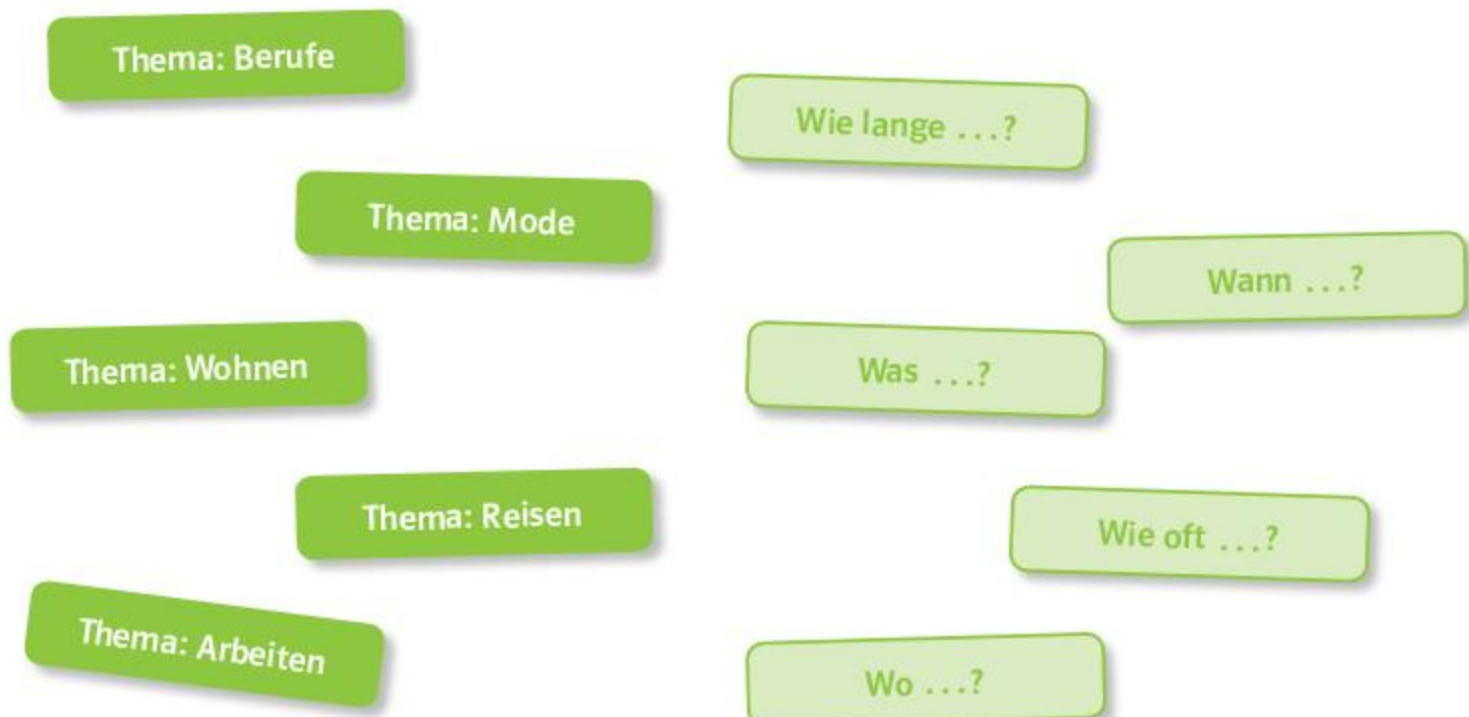 Thema: Berufe
Thema: Mode
Thema: Wohnen
Thema: Reisen
Thema: Arbeiten
Wie lange ...?
Wann ...?
Was ...?
Wie oft ...?
Wo ...?